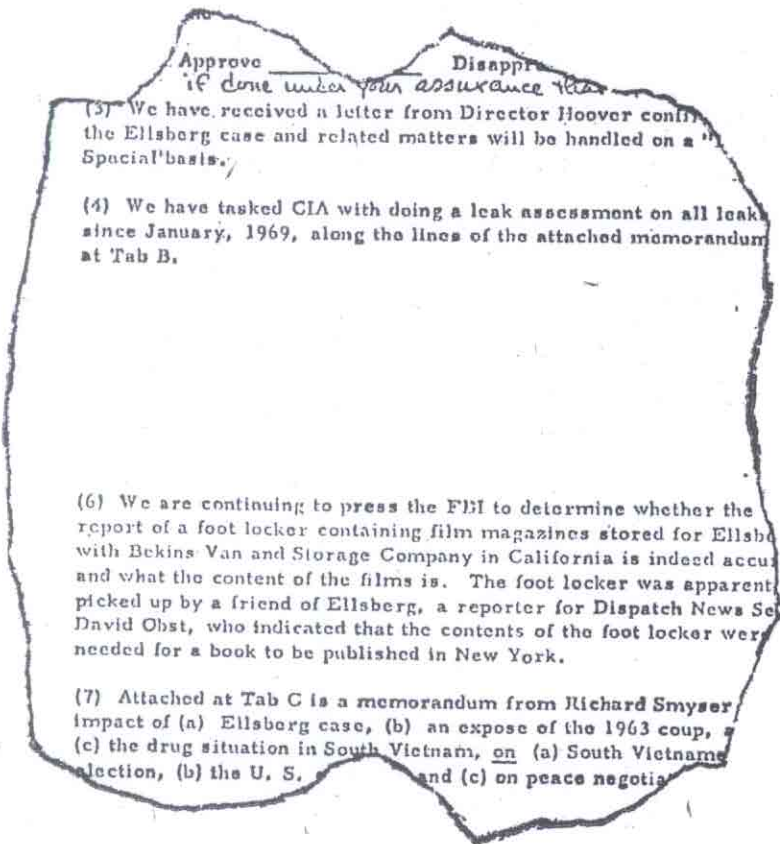 Approve ________ Disappr
if done under your assurance that
(3) We have received a letter from Director Hoover confir
the Ellsberg case and related matters will be handled on a "
Special' basis.
(4) We have tasked CIA with doing a leak assessment on all leak
since January, 1969, along the lines of the attached memorandum
at Tab B.
(6) We are continuing to press the FBI to determine whether the
report of a foot locker containing film magazines stored for Ellsbe
with Bekins Van and Storage Company in California is indeed accu
and what the content of the films is. The foot locker was apparent
picked up by a friend of Ellsberg, a reporter for Dispatch News Se
David Obst, who indicated that the contents of the foot locker were
needed for a book to be published in New York.
(7) Attached at Tab C is a memorandum from Richard Smyser
impact of (a) Ellsberg case, (b) an expose of the 1963 coup,
(c) the drug situation in South Vietnam, on (a) South Vietname
election, (b) the U. S. and (c) on peace negotia